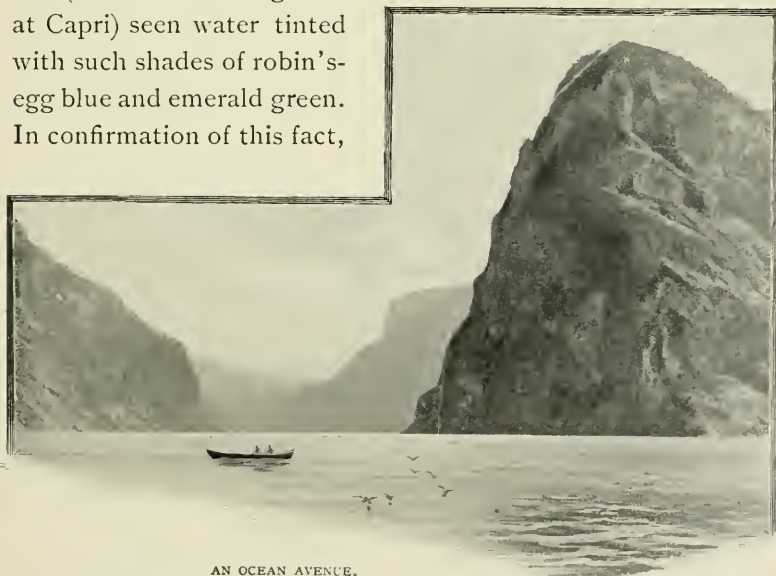 at Capri) seen water tinted
with such shades of robin's-
egg blue and emerald green.
In confirmation of this fact,
AN OCEAN AVENUE.